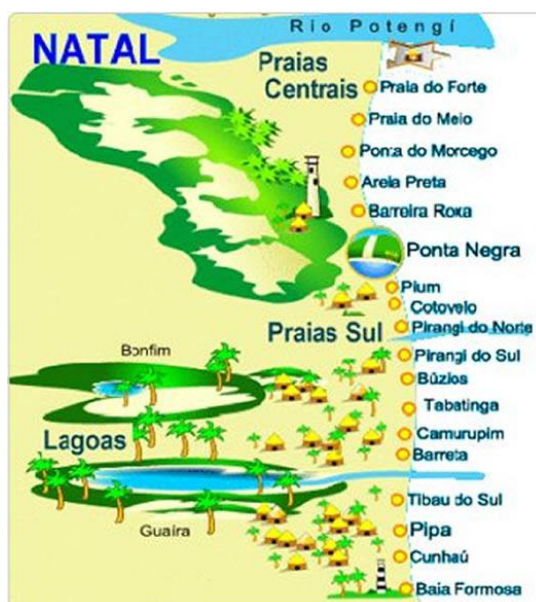 Rio Potengí
NATAL
Praias
Centrais
Praia do Forte
Praia do Meio
Ponta do Morcego
Areia Preta
Barreira Roxa
Ponta Negra
Pium
Cotovelo
Praias Sul
Pirangi do Norte
Bonfim
Pirangi do Sul
Búzios
Tabatinga
Lagoas
Camurupim
Barreta
Tibau do Sul
Guaira
Pipa
Cunhaú
Baia Formosa